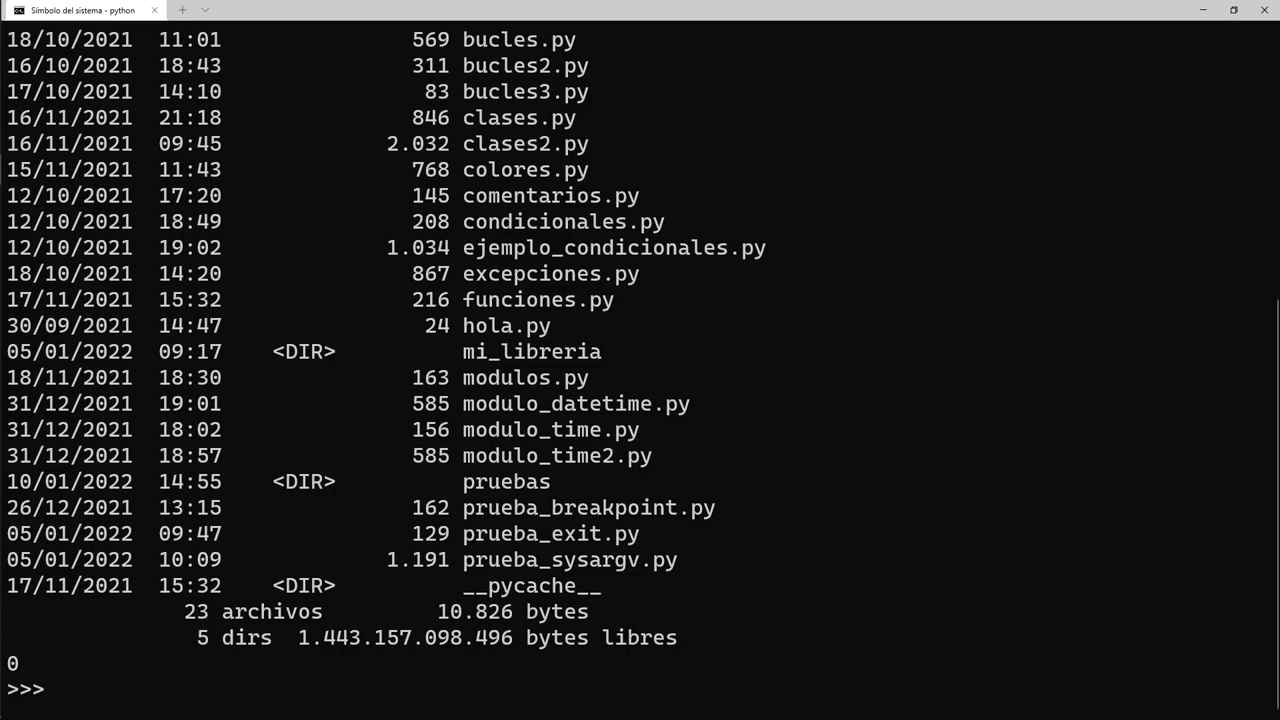 Símbolo del sistema - python
18/10/2021  11:01               569 bucles.py
16/10/2021  18:43               311 bucles2.py
17/10/2021  14:10                83 bucles3.py
16/11/2021  21:18               846 clases.py
16/11/2021  09:45             2.032 clases2.py
15/11/2021  11:43               768 colores.py
12/10/2021  17:20               145 comentarios.py
12/10/2021  18:49               208 condicionales.py
12/10/2021  19:02             1.034 ejemplo_condicionales.py
18/10/2021  14:20               867 excepciones.py
17/11/2021  15:32               216 funciones.py
30/09/2021  14:47                24 hola.py
05/01/2022  09:17    <DIR>          mi_libreria
18/11/2021  18:30               163 modulos.py
31/12/2021  19:01               585 modulo_datetime.py
31/12/2021  18:02               156 modulo_time.py
31/12/2021  18:57               585 modulo_time2.py
10/01/2022  14:55    <DIR>          pruebas
26/12/2021  13:15               162 prueba_breakpoint.py
05/01/2022  09:47               129 prueba_exit.py
05/01/2022  10:09             1.191 prueba_sysargv.py
17/11/2021  15:32    <DIR>          __pycache__
              23 archivos         10.826 bytes
               5 dirs  1.443.157.098.496 bytes libres
0
>>>